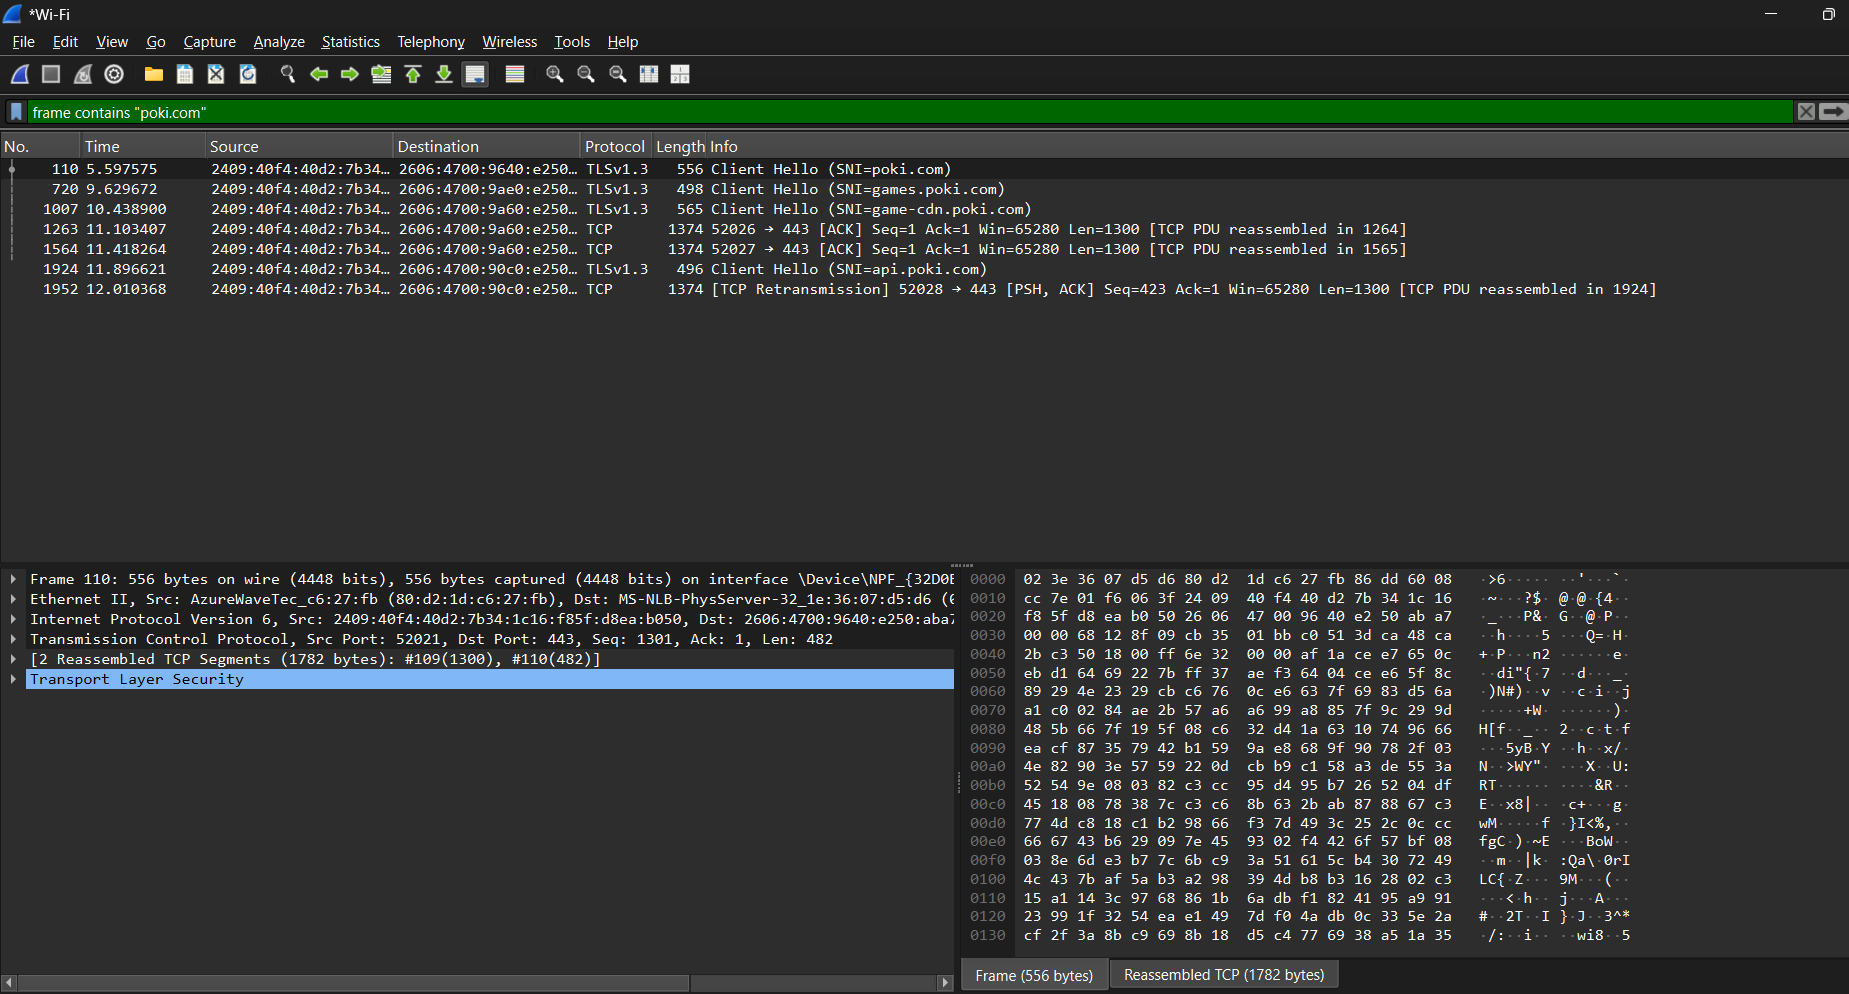 *Wi-Fi
File Edit View Go Capture Analyze Statistics Telephony Wireless Tools Help
frame contains "poki.com"
No. Time Source Destination Protocol Length Info
110 5.597575 2409:40f4:40d2:7b34… 2606:4700:9640:e250… TLSv1.3 556 Client Hello (SNI=poki.com)
720 9.629672 2409:40f4:40d2:7b34… 2606:4700:9ae0:e250… TLSv1.3 498 Client Hello (SNI=games.poki.com)
1007 10.438900 2409:40f4:40d2:7b34… 2606:4700:9a60:e250… TLSv1.3 565 Client Hello (SNI=game-cdn.poki.com)
1263 11.103407 2409:40f4:40d2:7b34… 2606:4700:9a60:e250… TCP 1374 52026 → 443 [ACK] Seq=1 Ack=1 Win=65280 Len=1300 [TCP PDU reassembled in 1264]
1564 11.418264 2409:40f4:40d2:7b34… 2606:4700:9a60:e250… TCP 1374 52027 → 443 [ACK] Seq=1 Ack=1 Win=65280 Len=1300 [TCP PDU reassembled in 1565]
1924 11.896621 2409:40f4:40d2:7b34… 2606:4700:90c0:e250… TLSv1.3 496 Client Hello (SNI=api.poki.com)
1952 12.010368 2409:40f4:40d2:7b34… 2606:4700:90c0:e250… TCP 1374 [TCP Retransmission] 52028 → 443 [PSH, ACK] Seq=423 Ack=1 Win=65280 Len=1300 [TCP PDU reassembled in 1924]
Frame 110: 556 bytes on wire (4448 bits), 556 bytes captured (4448 bits) on interface \Device\NPF_{32D0E
Ethernet II, Src: AzureWaveTec_c6:27:fb (80:d2:1d:c6:27:fb), Dst: MS-NLB-PhysServer-32_1e:36:07:d5:d6 (
Internet Protocol Version 6, Src: 2409:40f4:40d2:7b34:1c16:f85f:d8ea:b050, Dst: 2606:4700:9640:e250:aba7
Transmission Control Protocol, Src Port: 52021, Dst Port: 443, Seq: 1301, Ack: 1, Len: 482
[2 Reassembled TCP Segments (1782 bytes): #109(1300), #110(482)]
Transport Layer Security
0000 02 3e 36 07 d5 d6 80 d2 1d c6 27 fb 86 dd 60 08 ·>6····· ··'···`·
0010 cc 7e 01 f6 06 3f 24 09 40 f4 40 d2 7b 34 1c 16 ·~···?$· @·@·{4··
0020 f8 5f d8 ea b0 50 26 06 47 00 96 40 e2 50 ab a7 ·_···P&· G··@·P··
0030 00 00 68 12 8f 09 cb 35 01 bb c0 51 3d ca 48 ca ··h····5 ···Q=·H·
0040 2b c3 50 18 00 ff 6e 32 00 00 af 1a ce e7 65 0c +·P···n2 ······e·
0050 eb d1 64 69 22 7b ff 37 ae f3 64 04 ce e6 5f 8c ··di"{·7 ··d···_·
0060 89 29 4e 23 29 cb c6 76 0c e6 63 7f 69 83 d5 6a ·)N#)··v ··c·i··j
0070 a1 c0 02 84 ae 2b 57 a6 a6 99 a8 85 7f 9c 29 9d ·····+W· ······)·
0080 48 5b 66 7f 19 5f 08 c6 32 d4 1a 63 10 74 96 66 H[f··_·· 2··c·t·f
0090 ea cf 87 35 79 42 b1 59 9a e8 68 9f 90 78 2f 03 ···5yB·Y ··h··x/·
00a0 4e 82 90 3e 57 59 22 0d cb b9 c1 58 a3 de 55 3a N··>WY"· ···X··U:
00b0 52 54 9e 08 03 82 c3 cc 95 d4 95 b7 26 52 04 df RT······ ····&R··
00c0 45 18 08 78 38 7c c3 c6 8b 63 2b ab 87 88 67 c3 E··x8|·· ·c+···g·
00d0 77 4d c8 18 c1 b2 98 66 f3 7d 49 3c 25 2c 0c cc wM·····f ·}I<%,··
00e0 66 67 43 b6 29 09 7e 45 93 02 f4 42 6f 57 bf 08 fgC·)·~E ···BoW··
00f0 03 8e 6d e3 b7 7c 6b c9 3a 51 61 5c b4 30 72 49 ··m··|k· :Qa\·0rI
0100 4c 43 7b af 5a b3 a2 98 39 4d b8 b3 16 28 02 c3 LC{·Z··· 9M···(··
0110 15 a1 14 3c 97 68 86 1b 6a db f1 82 41 95 a9 91 ···<·h·· j···A···
0120 23 99 1f 32 54 ea e1 49 7d f0 4a db 0c 33 5e 2a #··2T··I }·J··3^*
0130 cf 2f 3a 8b c9 69 8b 18 d5 c4 77 69 38 a5 1a 35 ·/:··i·· ··wi8··5
Frame (556 bytes) Reassembled TCP (1782 bytes)